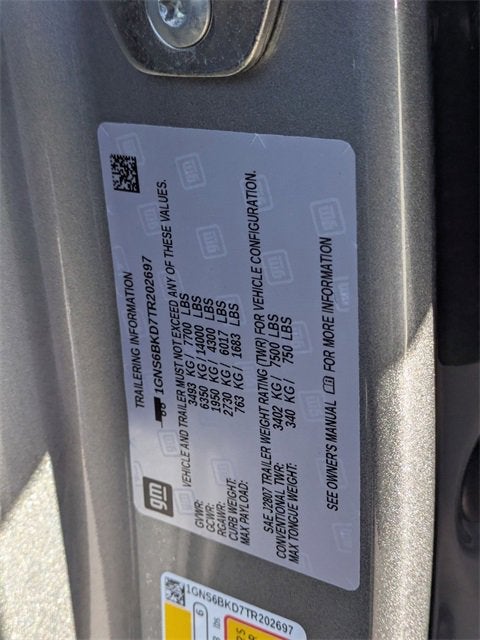 gm
TRAILERING INFORMATION
1GNS6BKD7TR202697
VEHICLE AND TRAILER MUST NOT EXCEED ANY OF THESE VALUES.
GVWR: 3493 KG / 7700 LBS
GCWR: 6350 KG / 14000 LBS
RGAWR: 1950 KG / 4300 LBS
CURB WEIGHT: 2730 KG / 6017 LBS
MAX PAYLOAD: 763 KG / 1683 LBS
SAE J2807 TRAILER WEIGHT RATING (TWR) FOR VEHICLE CONFIGURATION.
CONVENTIONAL TWR: 3402 KG / 7500 LBS
MAX TONGUE WEIGHT: 340 KG / 750 LBS
SEE OWNER'S MANUAL FOR MORE INFORMATION
1GNS6BKD7TR202697